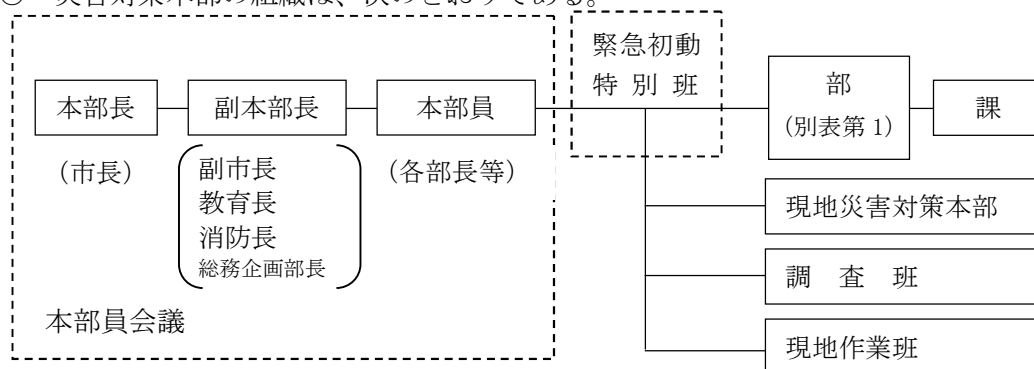 ② 災害対策本部の組織は、次のとおりである。
緊急初動
特 別 班
本部長
副本部長
本部員
部
(別表第1)
課
(市長)
副市長
教育長
消防長
総務企画部長
(各部長等)
現地災害対策本部
調 査 班
現地作業班
本部員会議